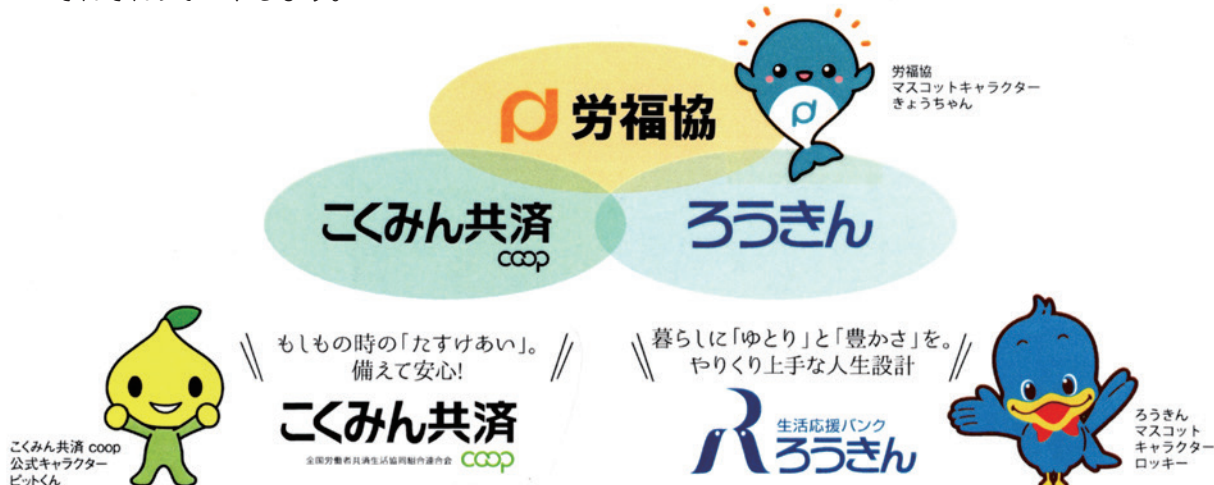 労福協
労福協
マスコットキャラクター
きょうちゃん
こくみん共済
coop
ろうきん
もしもの時の「たすけあい」。
備えて安心!
こくみん共済
全国労働者共済生活協同組合連合会 coop
こくみん共済 coop
公式キャラクター
ピットくん
暮らしに「ゆとり」と「豊かさ」を。
やりくり上手な人生設計
生活応援バンク
ろうきん
ろうきん
マスコット
キャラクター
ロッキー